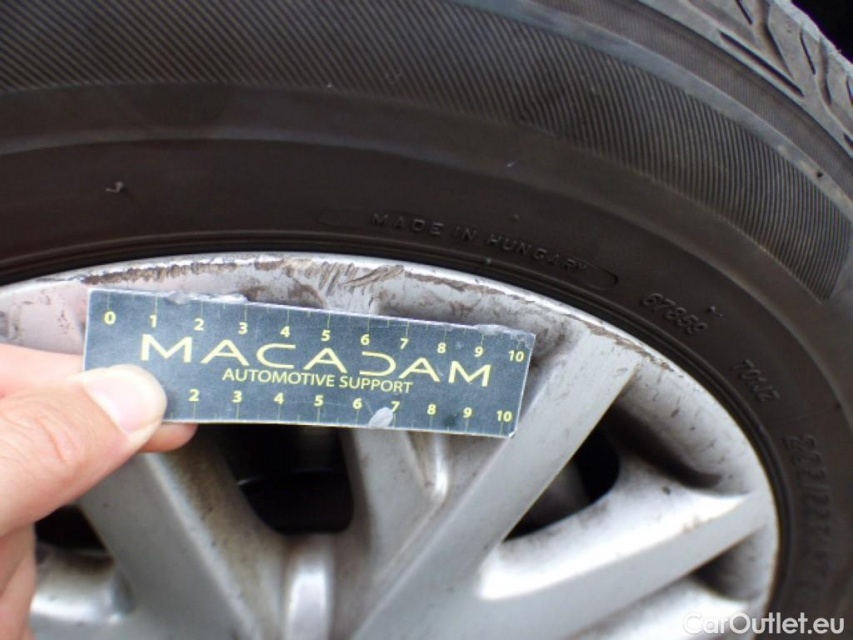 MADE IN HUNGARY
G7859
0 1 2 3 4 5 6 7 8 9 10
MACADAM
AUTOMOTIVE SUPPORT
2 3 4 5 6 7 8 9 10
CarOutlet.eu